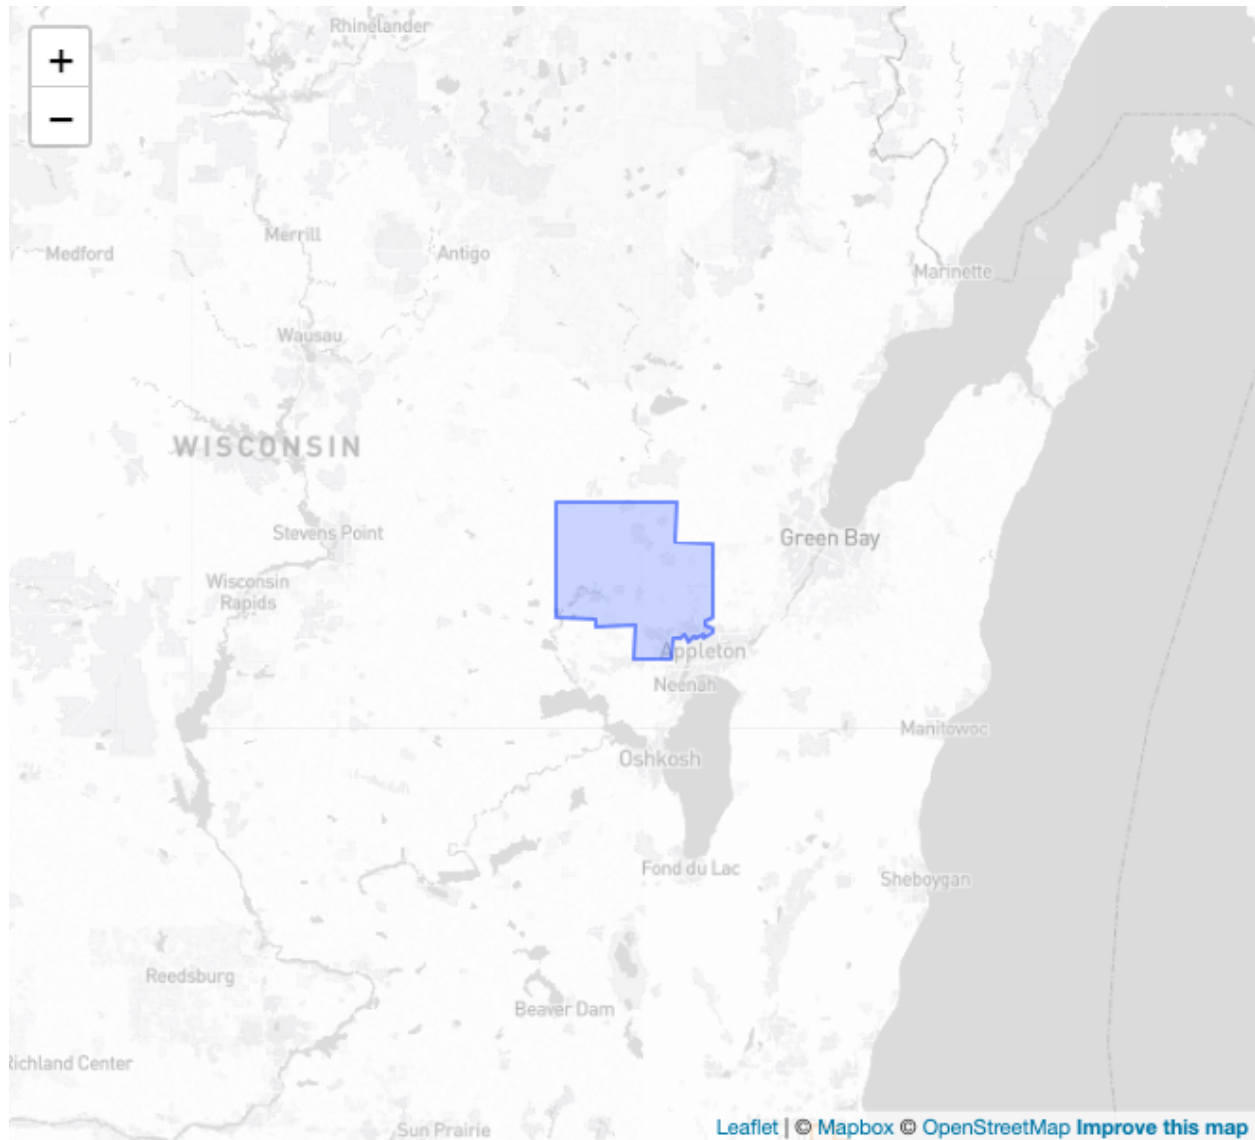 +
−
Rhinelander
Medford
Merrill
Antigo
Marinette
Wausau
WISCONSIN
Stevens Point
Green Bay
Wisconsin
Rapids
Appleton
Neenah
Manitowoc
Oshkosh
Fond du Lac
Sheboygan
Reedsburg
Beaver Dam
Richland Center
Sun Prairie
Leaflet | © Mapbox © OpenStreetMap Improve this map